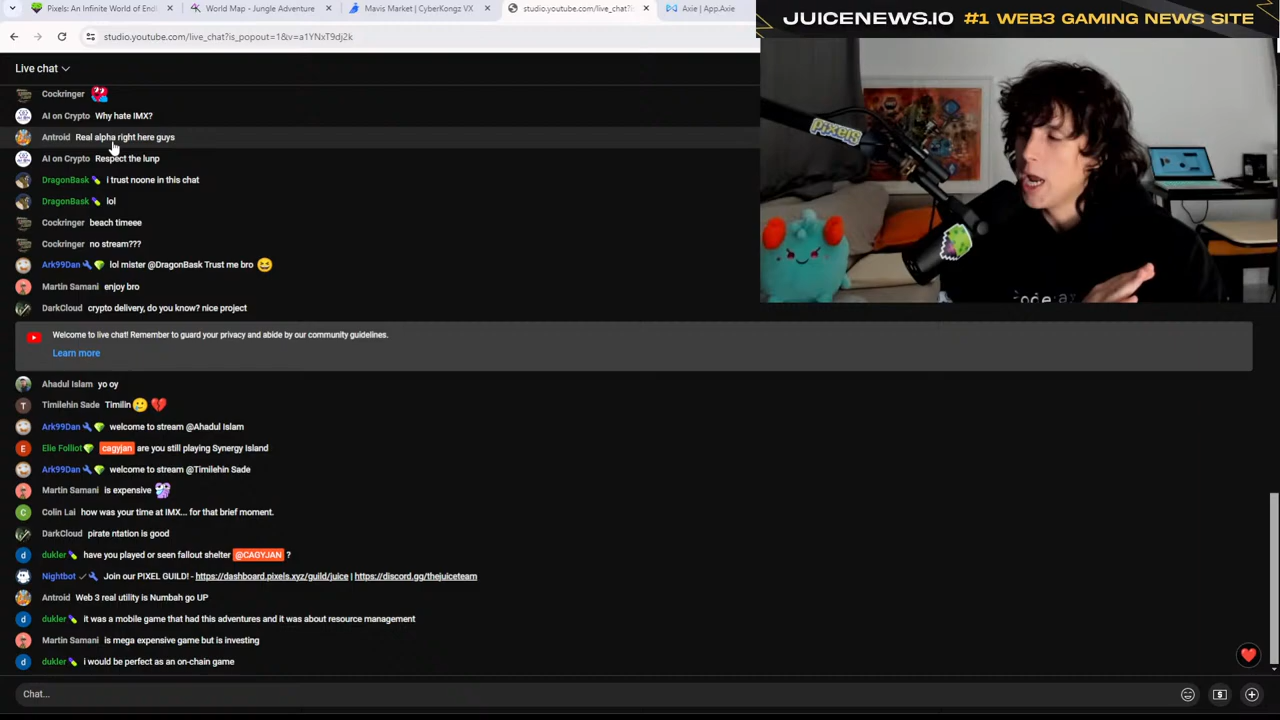 Pixels: An Infinite World of End
World Map - Jungle Adventure
Mavis Market | CyberKongz VX
studio.youtube.com/live_chat?is
Axie | App.Axie
JUICENEWS.IO #1 WEB3 GAMING NEWS SITE
studio.youtube.com/live_chat?is_popout=1&v=a1YNxT9dj2k
Live chat
Cockringer
AI on Crypto Why hate IMX?
Antroid Real alpha right here guys
AI on Crypto Respect the lunp
DragonBask i trust noone in this chat
DragonBask lol
Cockringer beach timeee
Cockringer no stream???
Ark99Dan lol mister @DragonBask Trust me bro
Martin Samani enjoy bro
DarkCloud crypto delivery, do you know? nice project
Welcome to live chat! Remember to guard your privacy and abide by our community guidelines.
Learn more
Ahadul Islam yo oy
T Timilehin Sade Timilin
Ark99Dan welcome to stream @Ahadul Islam
E Elie Folliot cagyjan are you still playing Synergy Island
Ark99Dan welcome to stream @Timilehin Sade
Martin Samani is expensive
C Colin Lai how was your time at IMX... for that brief moment.
DarkCloud pirate ntation is good
d dukler have you played or seen fallout shelter @CAGYJAN ?
Nightbot Join our PIXEL GUILD! - https://dashboard.pixels.xyz/guild/juice | https://discord.gg/thejuiceteam
Antroid Web 3 real utility is Numbah go UP
d dukler it was a mobile game that had this adventures and it was about resource management
Martin Samani is mega expensive game but is investing
d dukler i would be perfect as an on-chain game
Chat...
pixels